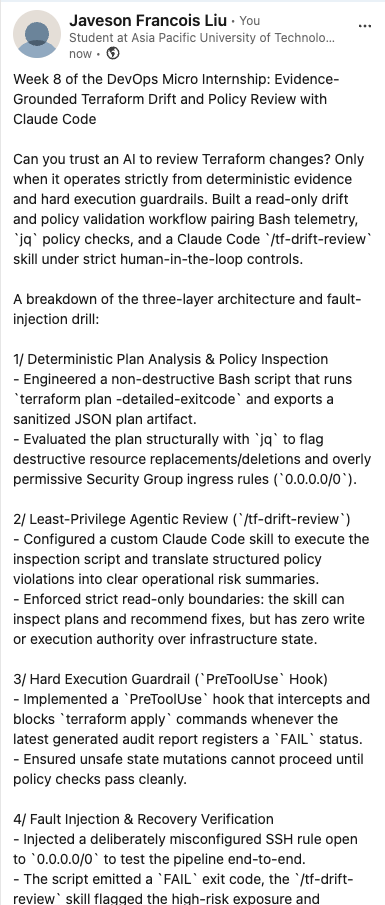 Javeson Francois Liu • You
Student at Asia Pacific University of Technolo...
now •
Week 8 of the DevOps Micro Internship: Evidence-
Grounded Terraform Drift and Policy Review with
Claude Code
Can you trust an AI to review Terraform changes? Only
when it operates strictly from deterministic evidence
and hard execution guardrails. Built a read-only drift
and policy validation workflow pairing Bash telemetry,
`jq` policy checks, and a Claude Code `/tf-drift-review`
skill under strict human-in-the-loop controls.
A breakdown of the three-layer architecture and fault-
injection drill:
1/ Deterministic Plan Analysis & Policy Inspection
- Engineered a non-destructive Bash script that runs
`terraform plan -detailed-exitcode` and exports a
sanitized JSON plan artifact.
- Evaluated the plan structurally with `jq` to flag
destructive resource replacements/deletions and overly
permissive Security Group ingress rules (`0.0.0.0/0`).
2/ Least-Privilege Agentic Review (`/tf-drift-review`)
- Configured a custom Claude Code skill to execute the
inspection script and translate structured policy
violations into clear operational risk summaries.
- Enforced strict read-only boundaries: the skill can
inspect plans and recommend fixes, but has zero write
or execution authority over infrastructure state.
3/ Hard Execution Guardrail (`PreToolUse` Hook)
- Implemented a `PreToolUse` hook that intercepts and
blocks `terraform apply` commands whenever the
latest generated audit report registers a `FAIL` status.
- Ensured unsafe state mutations cannot proceed until
policy checks pass cleanly.
4/ Fault Injection & Recovery Verification
- Injected a deliberately misconfigured SSH rule open
to `0.0.0.0/0` to test the pipeline end-to-end.
- The script emitted a `FAIL` exit code, the `/tf-drift-
review` skill flagged the high-risk exposure and